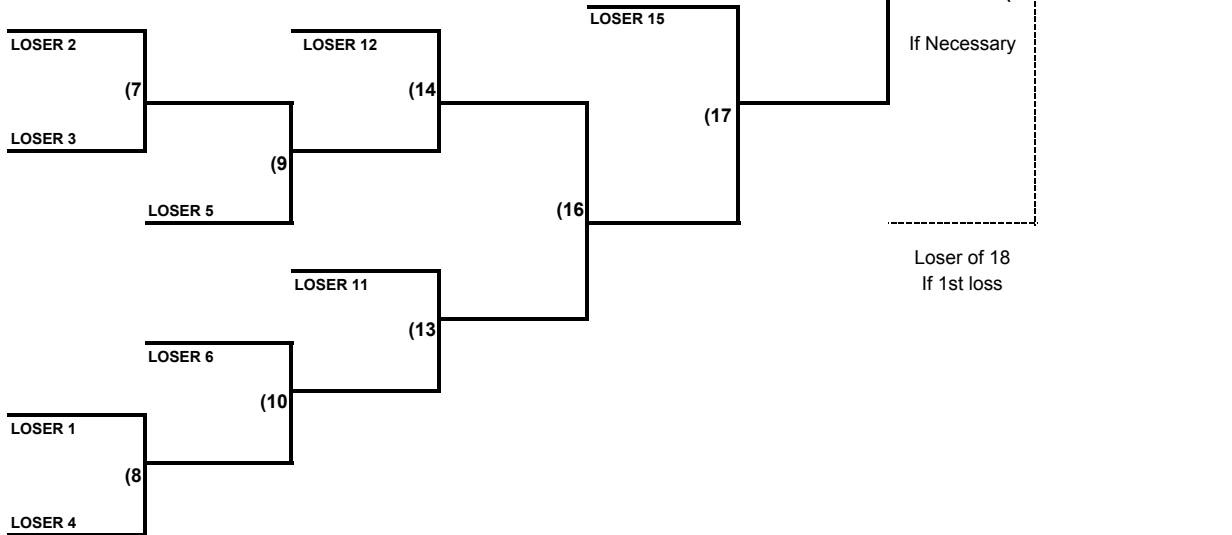 LOSER 15
LOSER 2
LOSER 12
If Necessary
(7
(14
(17
LOSER 3
(9
LOSER 5
(16
Loser of 18
If 1st loss
LOSER 11
(13
LOSER 6
(10
LOSER 1
(8
LOSER 4